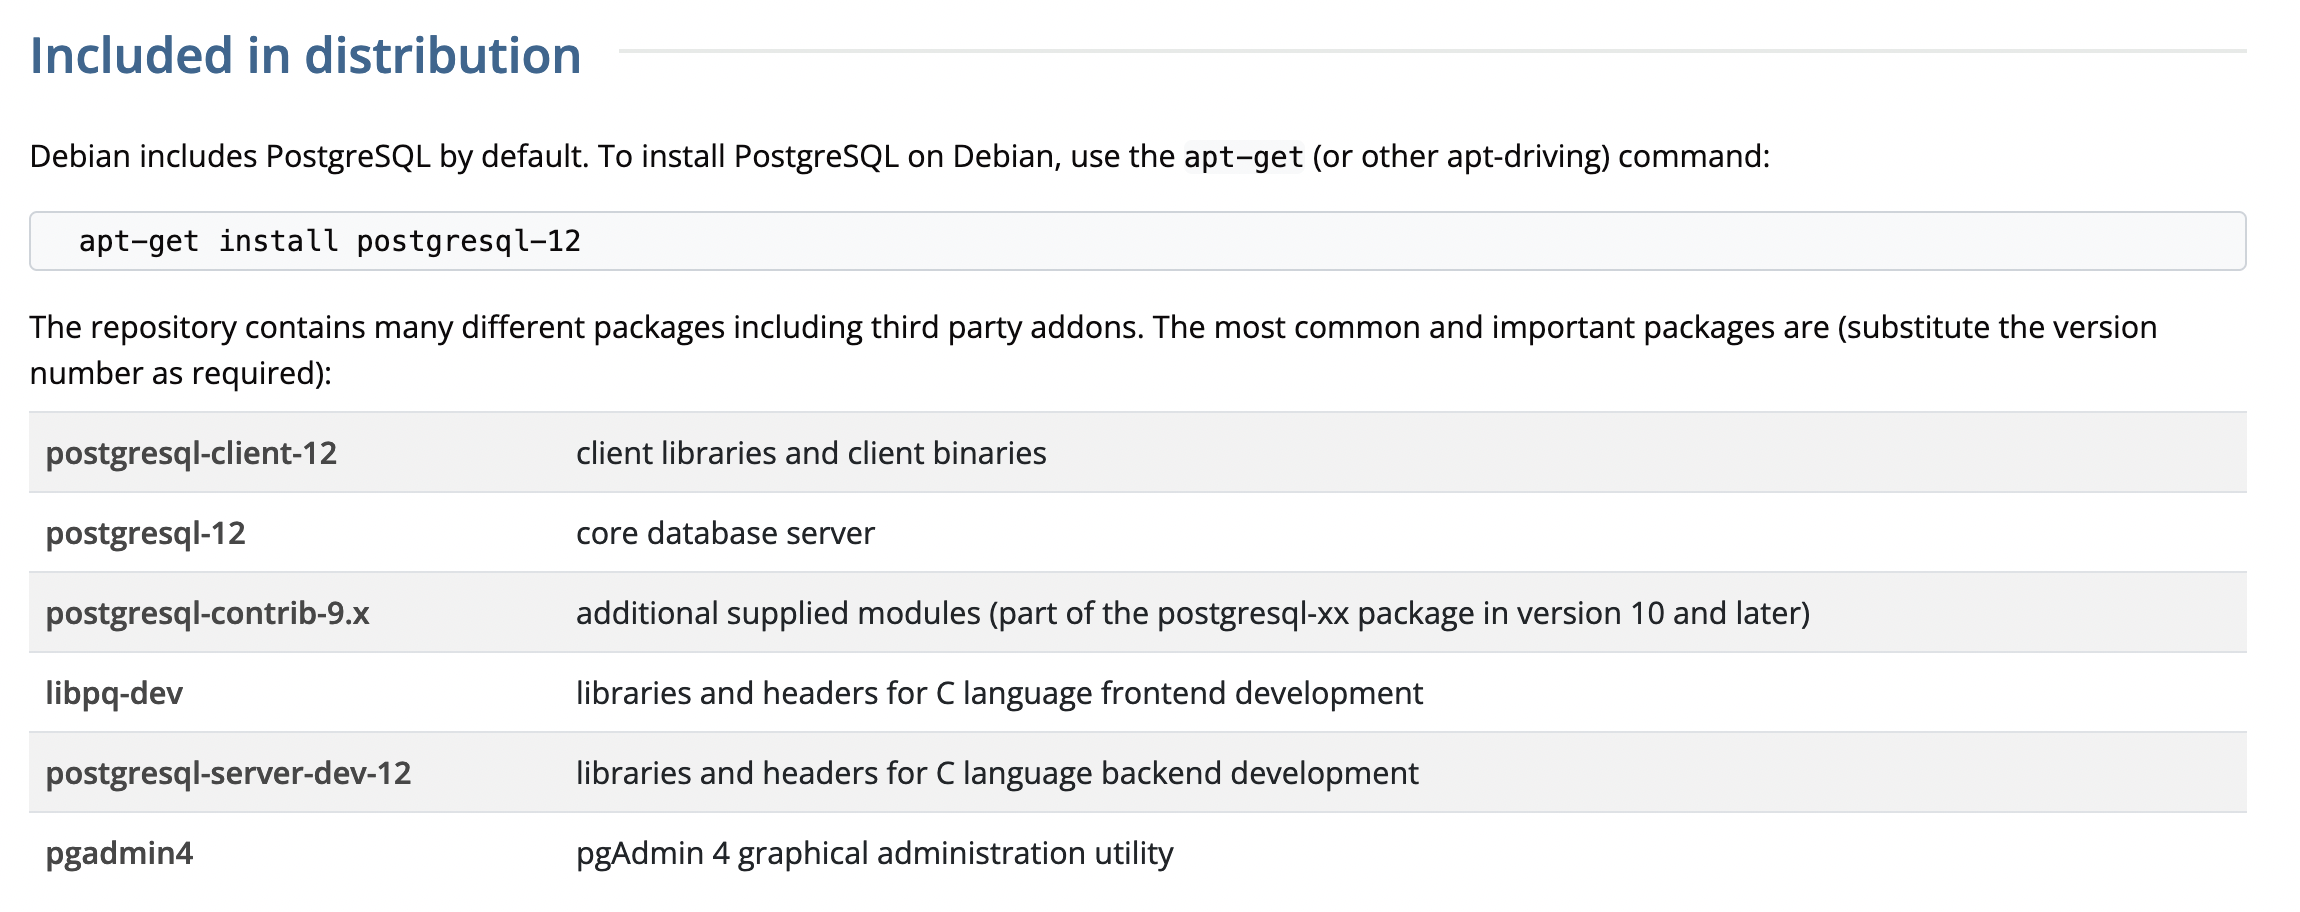 Included in distribution
Debian includes PostgreSQL by default. To install PostgreSQL on Debian, use the apt-get (or other apt-driving) command:
apt-get install postgresql-12
The repository contains many different packages including third party addons. The most common and important packages are (substitute the version
number as required):
postgresql-client-12 client libraries and client binaries
postgresql-12 core database server
postgresql-contrib-9.x additional supplied modules (part of the postgresql-xx package in version 10 and later)
libpq-dev libraries and headers for C language frontend development
postgresql-server-dev-12 libraries and headers for C language backend development
pgadmin4 pgAdmin 4 graphical administration utility